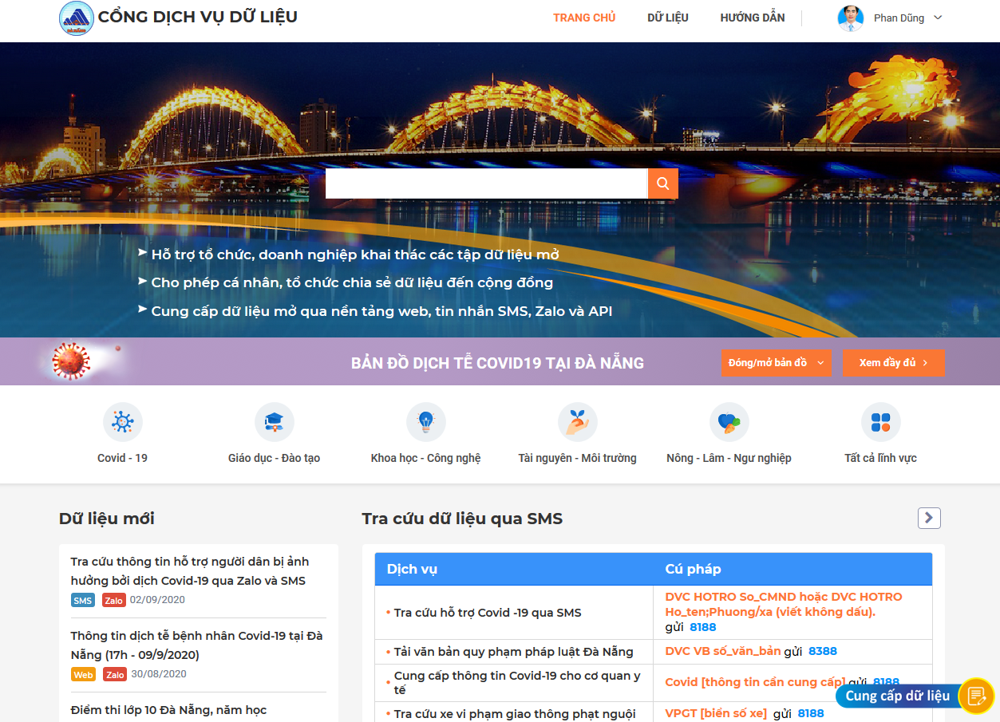 CỔNG DỊCH VỤ DỮ LIỆU
TRANG CHỦ
DỮ LIỆU
HƯỚNG DẪN
Phan Dũng
Hỗ trợ tổ chức, doanh nghiệp khai thác các tập dữ liệu mở
Cho phép cá nhân, tổ chức chia sẻ dữ liệu đến cộng đồng
Cung cấp dữ liệu mở qua nền tảng web, tin nhắn SMS, Zalo và API
BẢN ĐỒ DỊCH TỄ COVID19 TẠI ĐÀ NẴNG
Đóng/mở bản đồ
Xem đầy đủ
Covid - 19
Giáo dục - Đào tạo
Khoa học - Công nghệ
Tài nguyên - Môi trường
Nông - Lâm - Ngư nghiệp
Tất cả lĩnh vực
Dữ liệu mới
Tra cứu thông tin hỗ trợ người dân bị ảnh
hưởng bởi dịch Covid-19 qua Zalo và SMS
SMS Zalo 02/09/2020
Thông tin dịch tễ bệnh nhân Covid-19 tại Đà
Nẵng (17h - 09/9/2020)
Web Zalo 30/08/2020
Điểm thi lớp 10 Đà Nẵng, năm học
Tra cứu dữ liệu qua SMS
Dịch vụ
Cú pháp
• Tra cứu hỗ trợ Covid -19 qua SMS
DVC HOTRO So_CMND hoặc DVC HOTRO
Ho_ten;Phuong/xa (viết không dấu).
gửi 8188
• Tải văn bản quy phạm pháp luật Đà Nẵng
DVC VB số_văn_bản gửi 8388
• Cung cấp thông tin Covid-19 cho cơ quan y
tế
Covid [thông tin cần cung cấp] gửi 8188
• Tra cứu xe vi phạm giao thông phạt nguội
VPGT [biển số xe] gửi 8188
Cung cấp dữ liệu